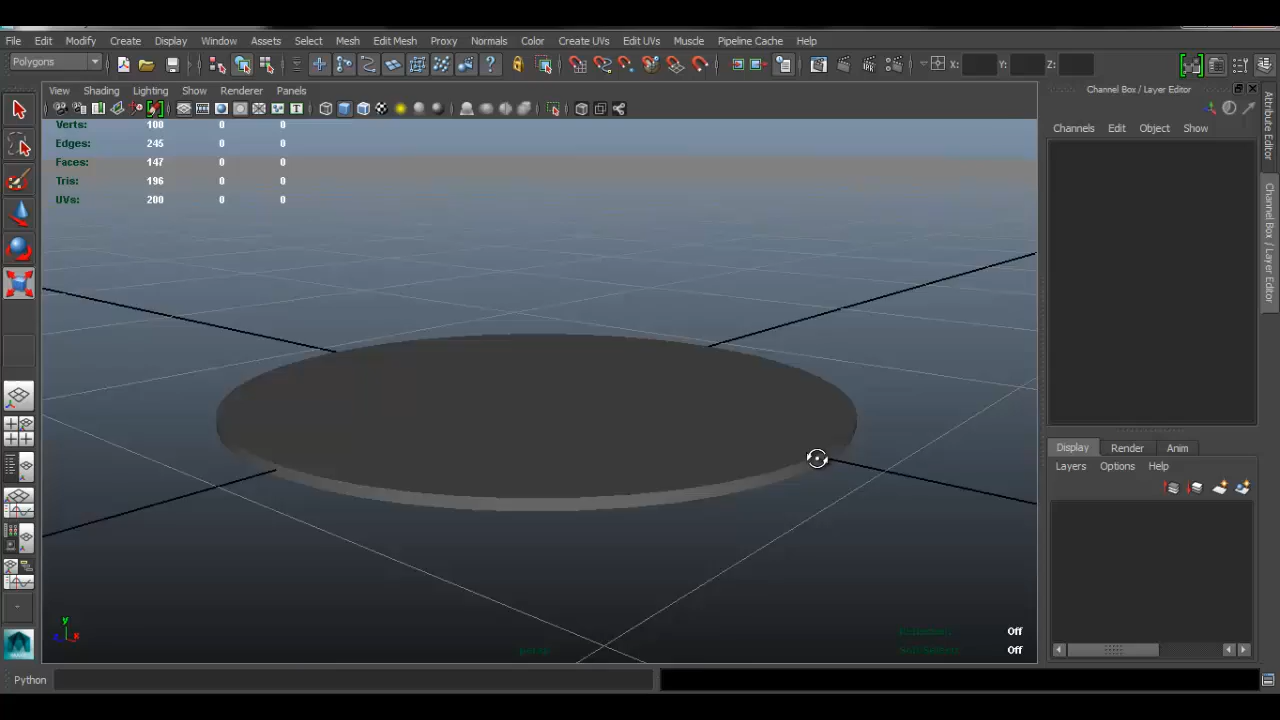 File Edit Modify Create Display Window Assets Select Mesh Edit Mesh Proxy Normals Color Create UVs Edit UVs Muscle Pipeline Cache Help
Polygons X: Y: Z:
View Shading Lighting Show Renderer Panels
Channel Box / Layer Editor
Channels Edit Object Show
Attribute Editor
Channel Box / Layer Editor
Verts: 100 0 0
Edges: 245 0 0
Faces: 147 0 0
Tris: 196 0 0
UVs: 200 0 0
Display Render Anim
Layers Options Help
y
x
Off
persp Off
Python